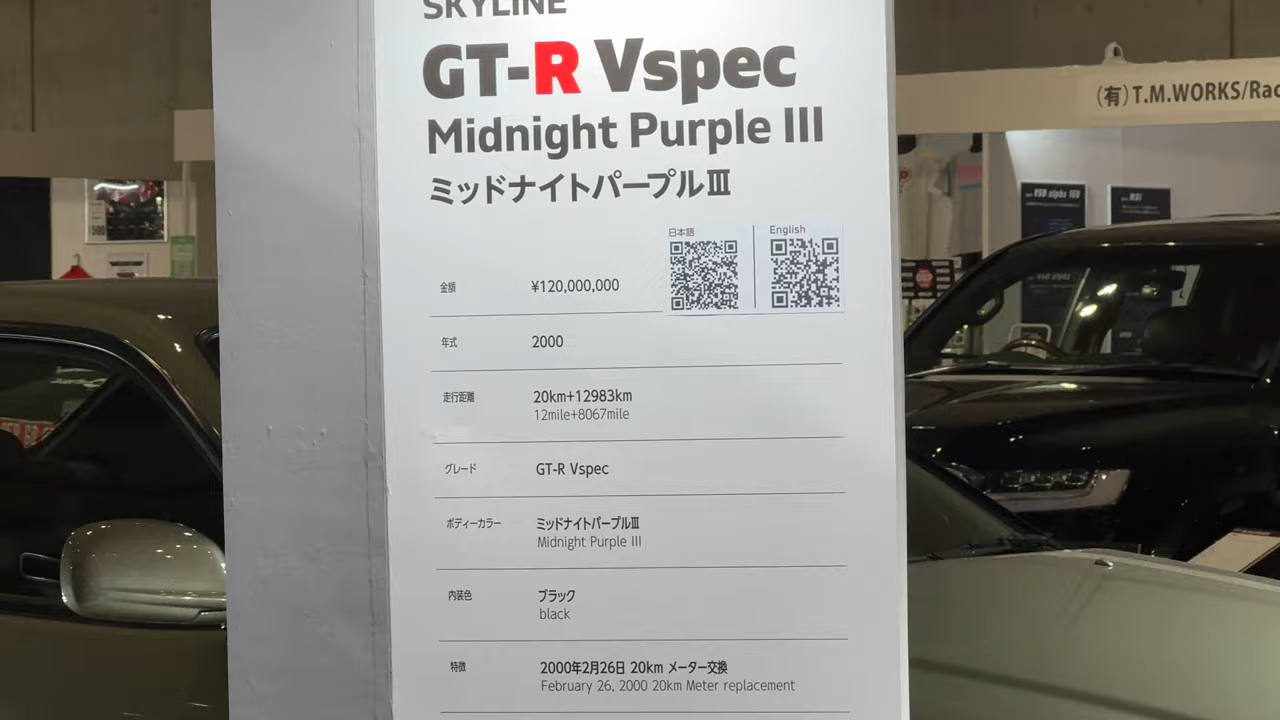 SKYLINE
GT-R Vspec
Midnight Purple III
ミッドナイトパープルⅢ
日本語
English
金額
¥120,000,000
年式
2000
走行距離
20km+12983km
12mile+8067mile
グレード
GT-R Vspec
ボディーカラー
ミッドナイトパープルⅢ
Midnight Purple III
内装色
ブラック
black
特徴
2000年2月26日 20km メーター交換
February 26, 2000 20km Meter replacement
(有)T.M.WORKS/Rac